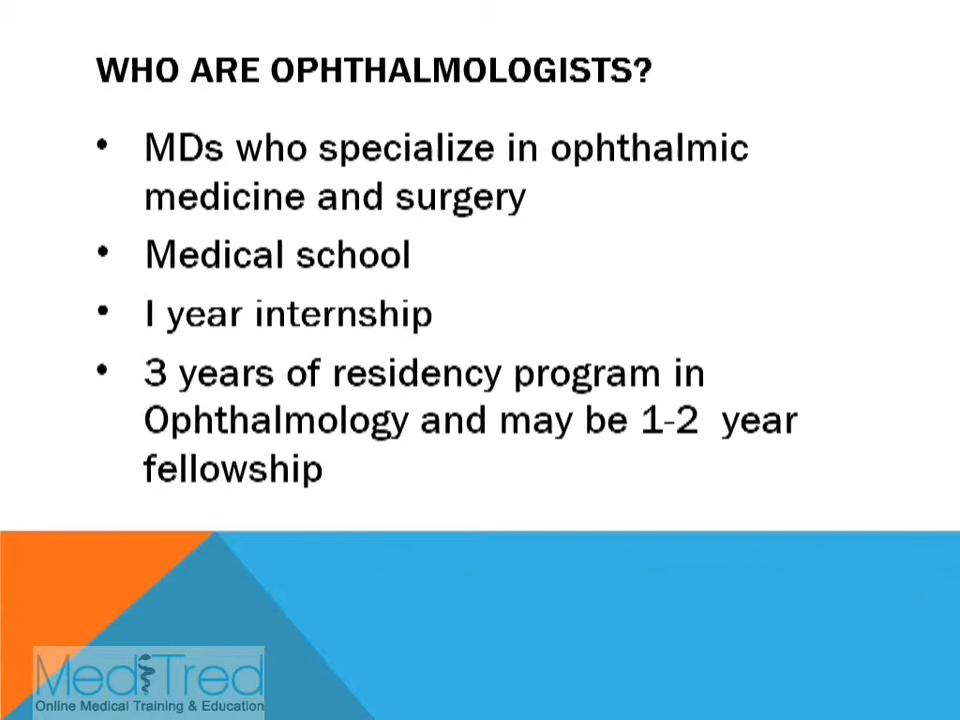 WHO ARE OPHTHALMOLOGISTS?
• MDs who specialize in ophthalmic
medicine and surgery
• Medical school
• I year internship
• 3 years of residency program in
Ophthalmology and may be 1-2 year
fellowship
MediTred
Online Medical Training & Education